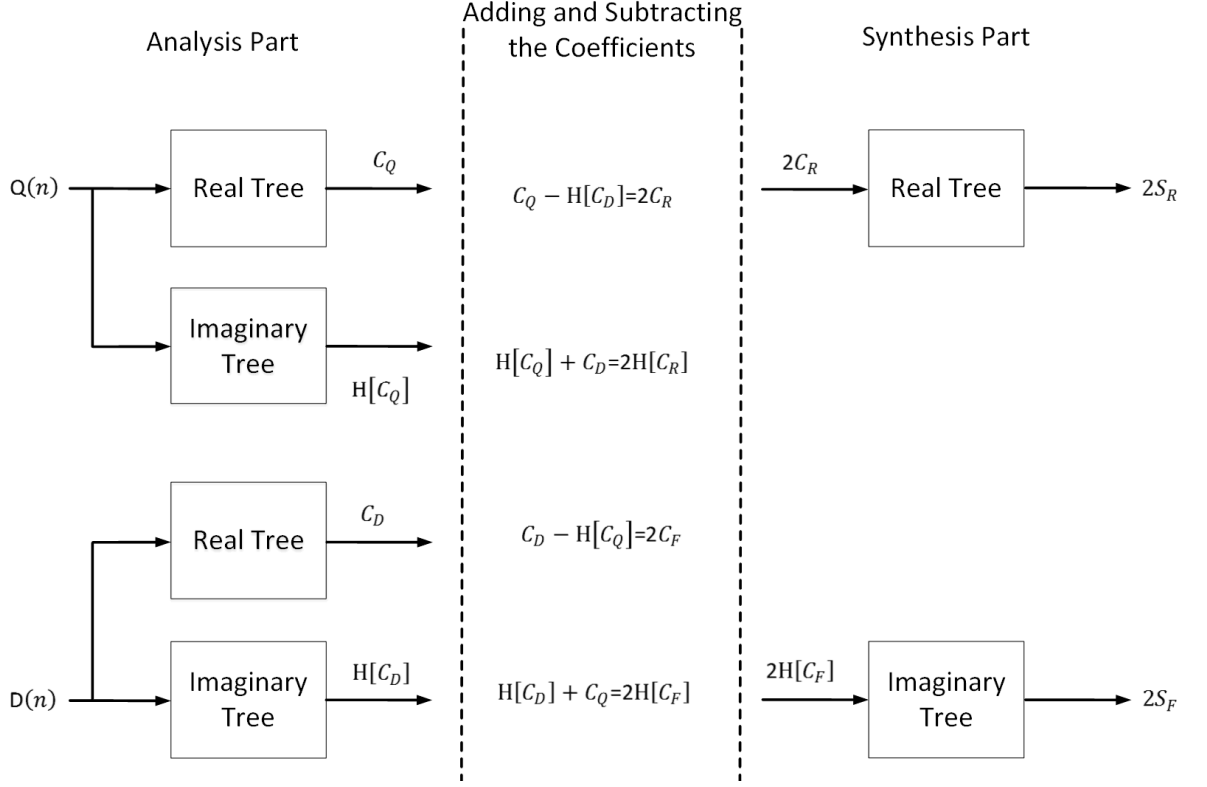 Analysis Part
Adding and Subtracting
the Coefficients
Synthesis Part
Q(n)
Real Tree
C_Q
C_Q − H[C_D]=2C_R
2C_R
Real Tree
2S_R
Imaginary
Tree
H[C_Q]
H[C_Q] + C_D=2H[C_R]
Real Tree
C_D
C_D − H[C_Q]=2C_F
D(n)
Imaginary
Tree
H[C_D]
H[C_D] + C_Q=2H[C_F]
2H[C_F]
Imaginary
Tree
2S_F